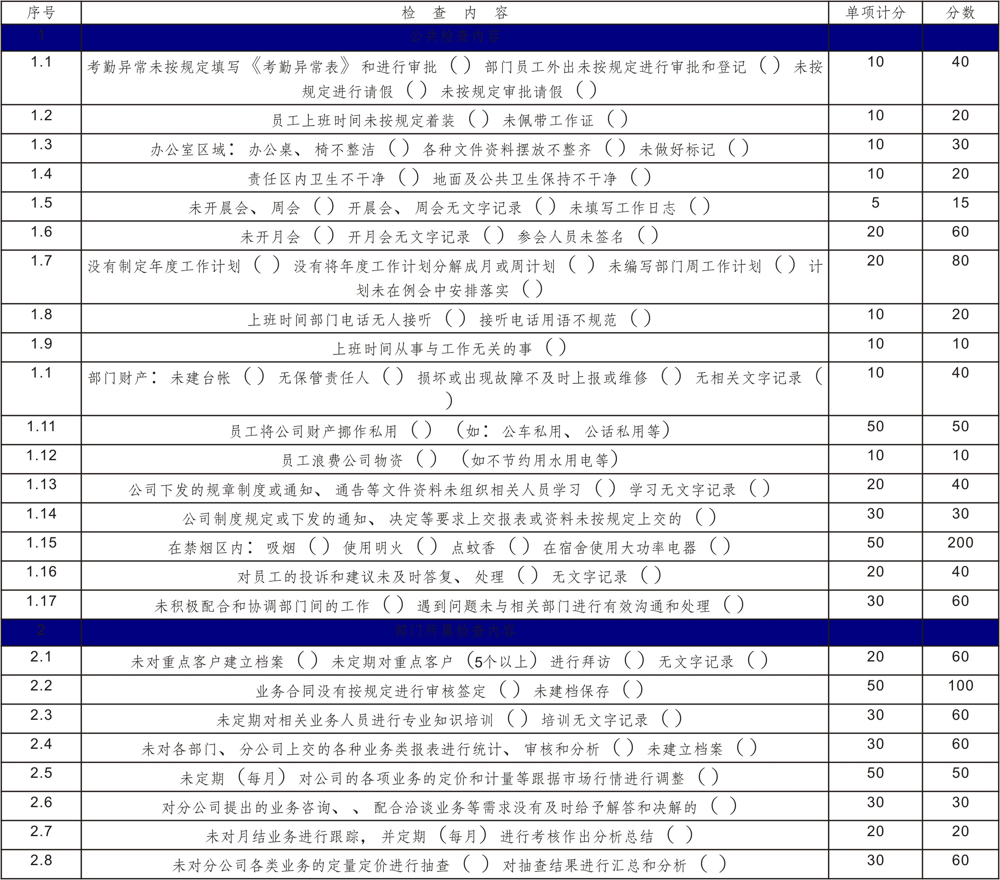 序号 检 查 内 容 单项计分 分数
1 公共检查内容
1.1 考勤异常未按规定填写《考勤异常表》和进行审批（ ）部门员工外出未按规定进行审批和登记（ ）未按 10 40
规定进行请假（ ）未按规定审批请假（ ）
1.2 员工上班时间未按规定着装（ ）未佩带工作证（ ） 10 20
1.3 办公室区域：办公桌、椅不整洁（ ）各种文件资料摆放不整齐（ ）未做好标记（ ） 10 30
1.4 责任区内卫生不干净（ ）地面及公共卫生保持不干净（ ） 10 20
1.5 未开晨会、周会（ ）开晨会、周会无文字记录（ ）未填写工作日志（ ） 5 15
1.6 未开月会（ ）开月会无文字记录（ ）参会人员未签名（ ） 20 60
1.7 没有制定年度工作计划（ ）没有将年度工作计划分解成月或周计划（ ）未编写部门周工作计划（ ）计 20 80
划未在例会中安排落实（ ）
1.8 上班时间部门电话无人接听（ ）接听电话用语不规范（ ） 10 20
1.9 上班时间从事与工作无关的事（ ） 10 10
1.1 部门财产：未建台帐（ ）无保管责任人（ ）损坏或出现故障不及时上报或维修（ ）无相关文字记录（ 10 40
）
1.11 员工将公司财产挪作私用（ ）（如：公车私用、公话私用等） 50 50
1.12 员工浪费公司物资（ ）（如不节约用水用电等） 10 10
1.13 公司下发的规章制度或通知、通告等文件资料未组织相关人员学习（ ）学习无文字记录（ ） 20 40
1.14 公司制度规定或下发的通知、决定等要求上交报表或资料未按规定上交的（ ） 30 30
1.15 在禁烟区内：吸烟（ ）使用明火（ ）点蚊香（ ）在宿舍使用大功率电器（ ） 50 200
1.16 对员工的投诉和建议未及时答复、处理（ ）无文字记录（ ） 20 40
1.17 未积极配合和协调部门间的工作（ ）遇到问题未与相关部门进行有效沟通和处理（ ） 30 60
2 部门所属检查内容
2.1 未对重点客户建立档案（ ）未定期对重点客户（5个以上）进行拜访（ ）无文字记录（ ） 20 60
2.2 业务合同没有按规定进行审核签定（ ）未建档保存（ ） 50 100
2.3 未定期对相关业务人员进行专业知识培训（ ）培训无文字记录（ ） 30 60
2.4 未对各部门、分公司上交的各种业务类报表进行统计、审核和分析（ ）未建立档案（ ） 30 60
2.5 未定期（每月）对公司的各项业务的定价和计量等跟据市场行情进行调整（ ） 50 50
2.6 对分公司提出的业务咨询、、配合洽谈业务等需求没有及时给予解答和决解的（ ） 30 30
2.7 未对月结业务进行跟踪，并定期（每月）进行考核作出分析总结（ ） 20 20
2.8 未对分公司各类业务的定量定价进行抽查（ ）对抽查结果进行汇总和分析（ ） 30 60